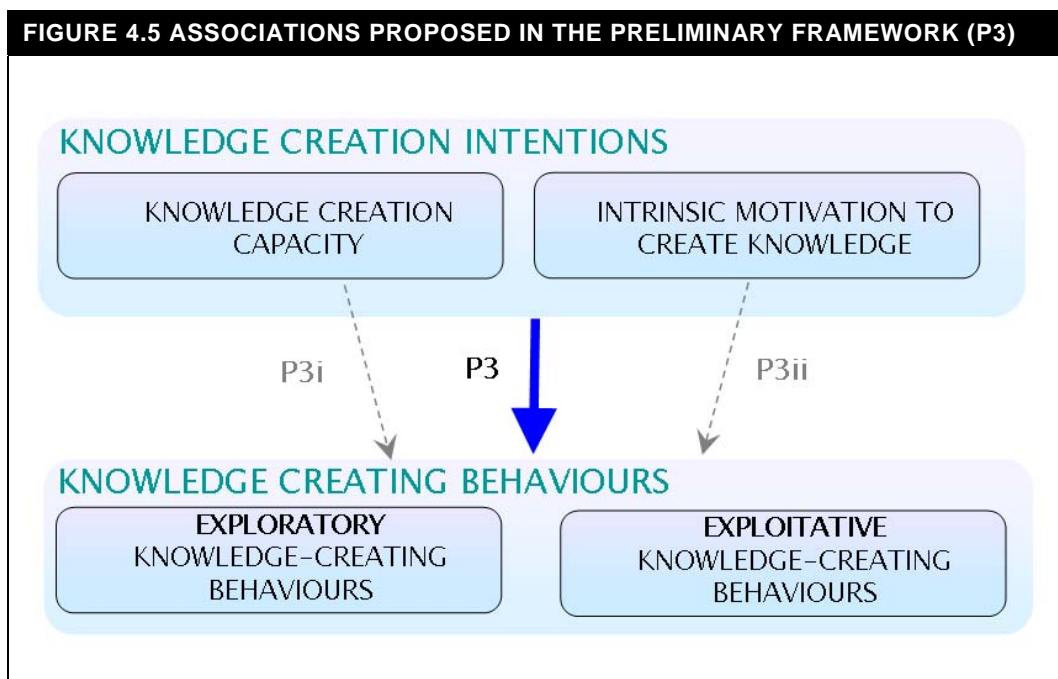 FIGURE 4.5 ASSOCIATIONS PROPOSED IN THE PRELIMINARY FRAMEWORK (P3)
KNOWLEDGE CREATION INTENTIONS
KNOWLEDGE CREATION
CAPACITY
INTRINSIC MOTIVATION TO
CREATE KNOWLEDGE
P3i
P3
P3ii
KNOWLEDGE CREATING BEHAVIOURS
EXPLORATORY
KNOWLEDGE-CREATING
BEHAVIOURS
EXPLOITATIVE
KNOWLEDGE-CREATING
BEHAVIOURS